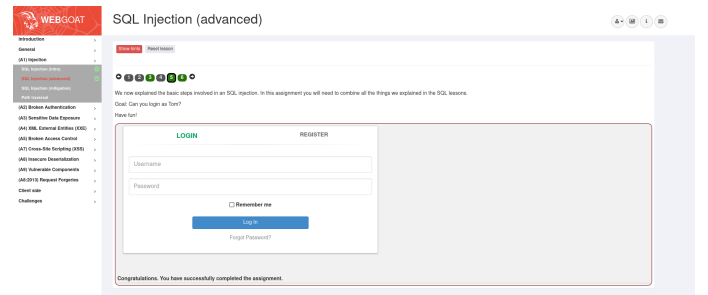 WEBGOAT
SQL Injection (advanced)
Introduction
General
(A1) Injection
SQL Injection (intro)
SQL Injection (advanced)
SQL Injection (mitigation)
Path traversal
(A2) Broken Authentication
(A3) Sensitive Data Exposure
(A4) XML External Entities (XXE)
(A5) Broken Access Control
(A7) Cross-Site Scripting (XSS)
(A8) Insecure Deserialization
(A9) Vulnerable Components
(A8:2013) Request Forgeries
Client side
Challenges
Show hints Reset lesson
1 2 3 4 5 6
We now explained the basic steps involved in an SQL injection. In this assignment you will need to combine all the things we explained in the SQL lessons.
Goal: Can you login as Tom?
Have fun!
LOGIN REGISTER
Username
Password
Remember me
Log In
Forgot Password?
Congratulations. You have successfully completed the assignment.